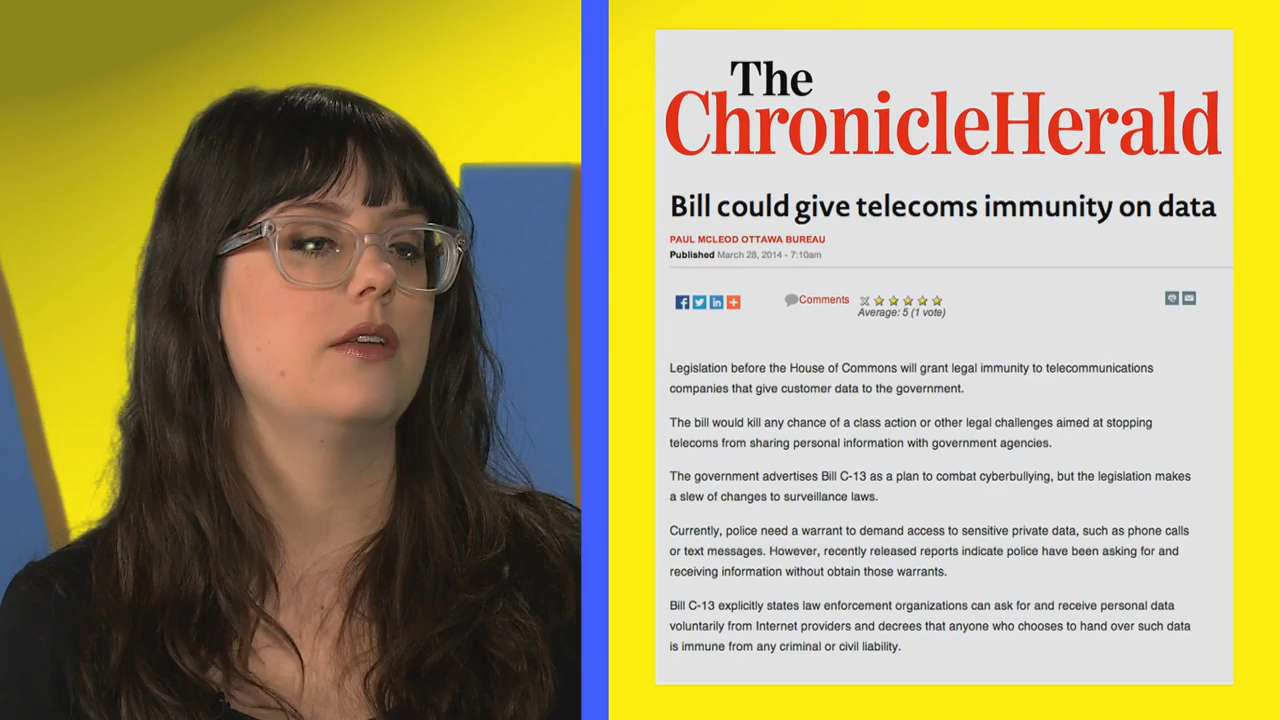 The
ChronicleHerald
Bill could give telecoms immunity on data
PAUL MCLEOD OTTAWA BUREAU
Published March 28, 2014 - 7:10am
Comments
Average: 5 (1 vote)
Legislation before the House of Commons will grant legal immunity to telecommunications
companies that give customer data to the government.
The bill would kill any chance of a class action or other legal challenges aimed at stopping
telecoms from sharing personal information with government agencies.
The government advertises Bill C-13 as a plan to combat cyberbullying, but the legislation makes
a slew of changes to surveillance laws.
Currently, police need a warrant to demand access to sensitive private data, such as phone calls
or text messages. However, recently released reports indicate police have been asking for and
receiving information without obtain those warrants.
Bill C-13 explicitly states law enforcement organizations can ask for and receive personal data
voluntarily from Internet providers and decrees that anyone who chooses to hand over such data
is immune from any criminal or civil liability.